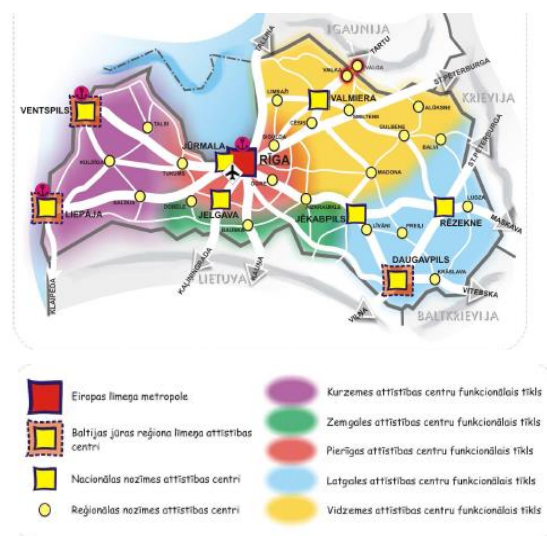 IGAUNIJA
TALLINA
TARTU
VALKA
VALGA
ST.PETERBURGA
LIMBAŽI
VALMIERA
KRIEVIJA
VENTSPILS
ALŪKSNE
CĒSIS
SMILTENE
TALSI
GULBENE
JŪRMALA
SIGULDA
BALVI
ST.PETERBURGA
RĪGA
KULDĪGA
TUKUMS
OGRE
MADONA
SALDUS
DOBELE
AIZKRAUKLE
LUDZA
LIEPĀJA
JELGAVA
JĒKABPILS
RĒZEKNE
MASKAVA
BAUSKA
LĪVĀNI
PREIĻI
DAUGAVPILS
KAĻIŅINGRADA
LIETUVA
KAUŅA
KRĀSLAVA
KLAIPĒDA
VITEBSKA
VIĻŅA
BALTKRIEVIJA
Eiropas līmeņa metropole
Baltijas jūras reģiona līmeņa attīstības
centri
Nacionālas nozīmes attīstības centri
Reģionālas nozīmes attīstības centri
Kurzemes attīstības centru funkcionālais tīkls
Zemgales attīstības centru funkcionālais tīkls
Pierīgas attīstības centru funkcionālais tīkls
Latgales attīstības centru funkcionālais tīkls
Vidzemes attīstības centru funkcionālais tīkls